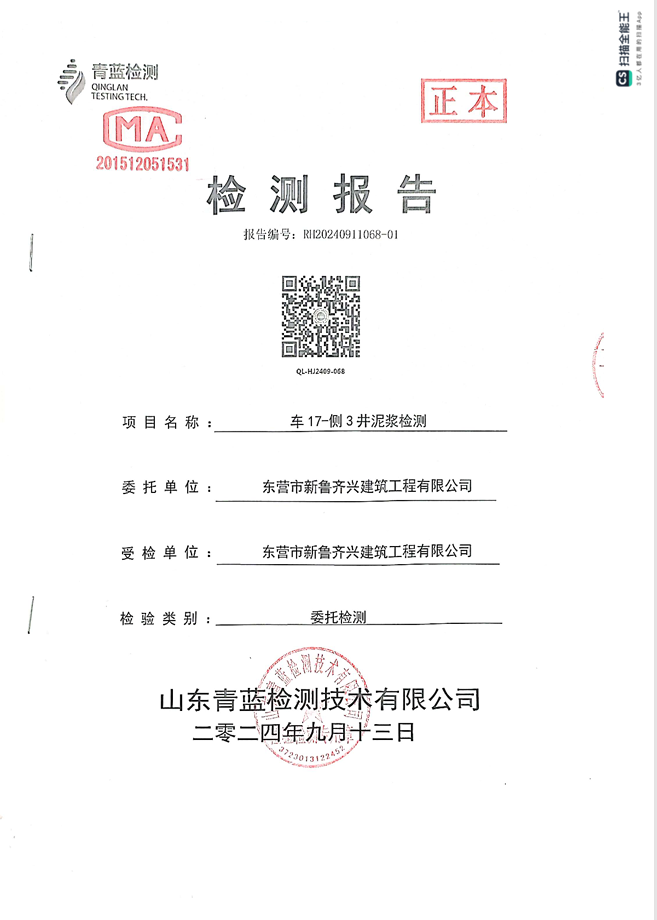 CS 扫描全能王
3亿人都在用的扫描App
青蓝检测
QINGLAN
TESTING TECH.
MA
201512051531
正本
检测报告
报告编号：RH20240911068-01
QL-HJ2409-068
项目名称：车17-侧3井泥浆检测
委托单位：东营市新鲁齐兴建筑工程有限公司
受检单位：东营市新鲁齐兴建筑工程有限公司
检验类别：委托检测
山东青蓝检测技术有限公司
二零二四年九月十三日
山东青蓝检测技术有限公司
3723013122452